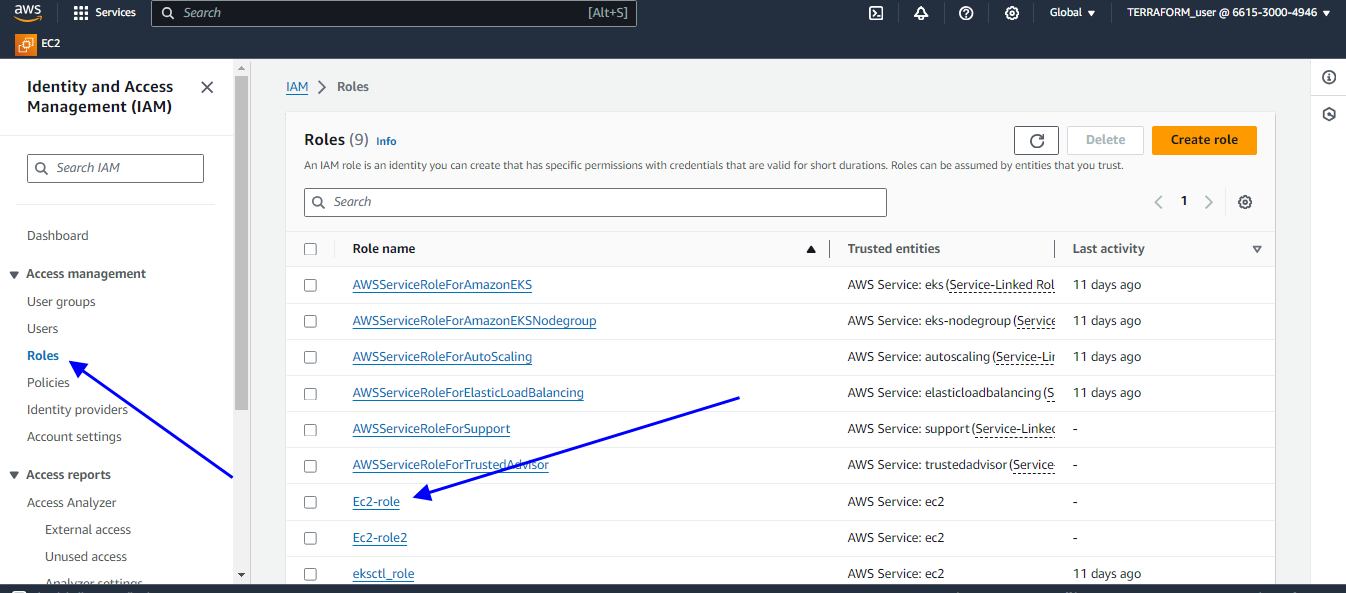 aws Services Search [Alt+S] Global TERRAFORM_user @ 6615-3000-4946
EC2
Identity and Access
Management (IAM)
Search IAM
Dashboard
Access management
User groups
Users
Roles
Policies
Identity providers
Account settings
Access reports
Access Analyzer
External access
Unused access
Analyzer settings
IAM Roles
Roles (9) Info
Delete Create role
An IAM role is an identity you can create that has specific permissions with credentials that are valid for short durations. Roles can be assumed by entities that you trust.
Search
1
Role name Trusted entities Last activity
AWSServiceRoleForAmazonEKS AWS Service: eks (Service-Linked Rol 11 days ago
AWSServiceRoleForAmazonEKSNodegroup AWS Service: eks-nodegroup (Service 11 days ago
AWSServiceRoleForAutoScaling AWS Service: autoscaling (Service-Lir 11 days ago
AWSServiceRoleForElasticLoadBalancing AWS Service: elasticloadbalancing (S 11 days ago
AWSServiceRoleForSupport AWS Service: support (Service-Linked -
AWSServiceRoleForTrustedAdvisor AWS Service: trustedadvisor (Service- -
Ec2-role AWS Service: ec2 -
Ec2-role2 AWS Service: ec2 -
eksctl_role AWS Service: ec2 11 days ago